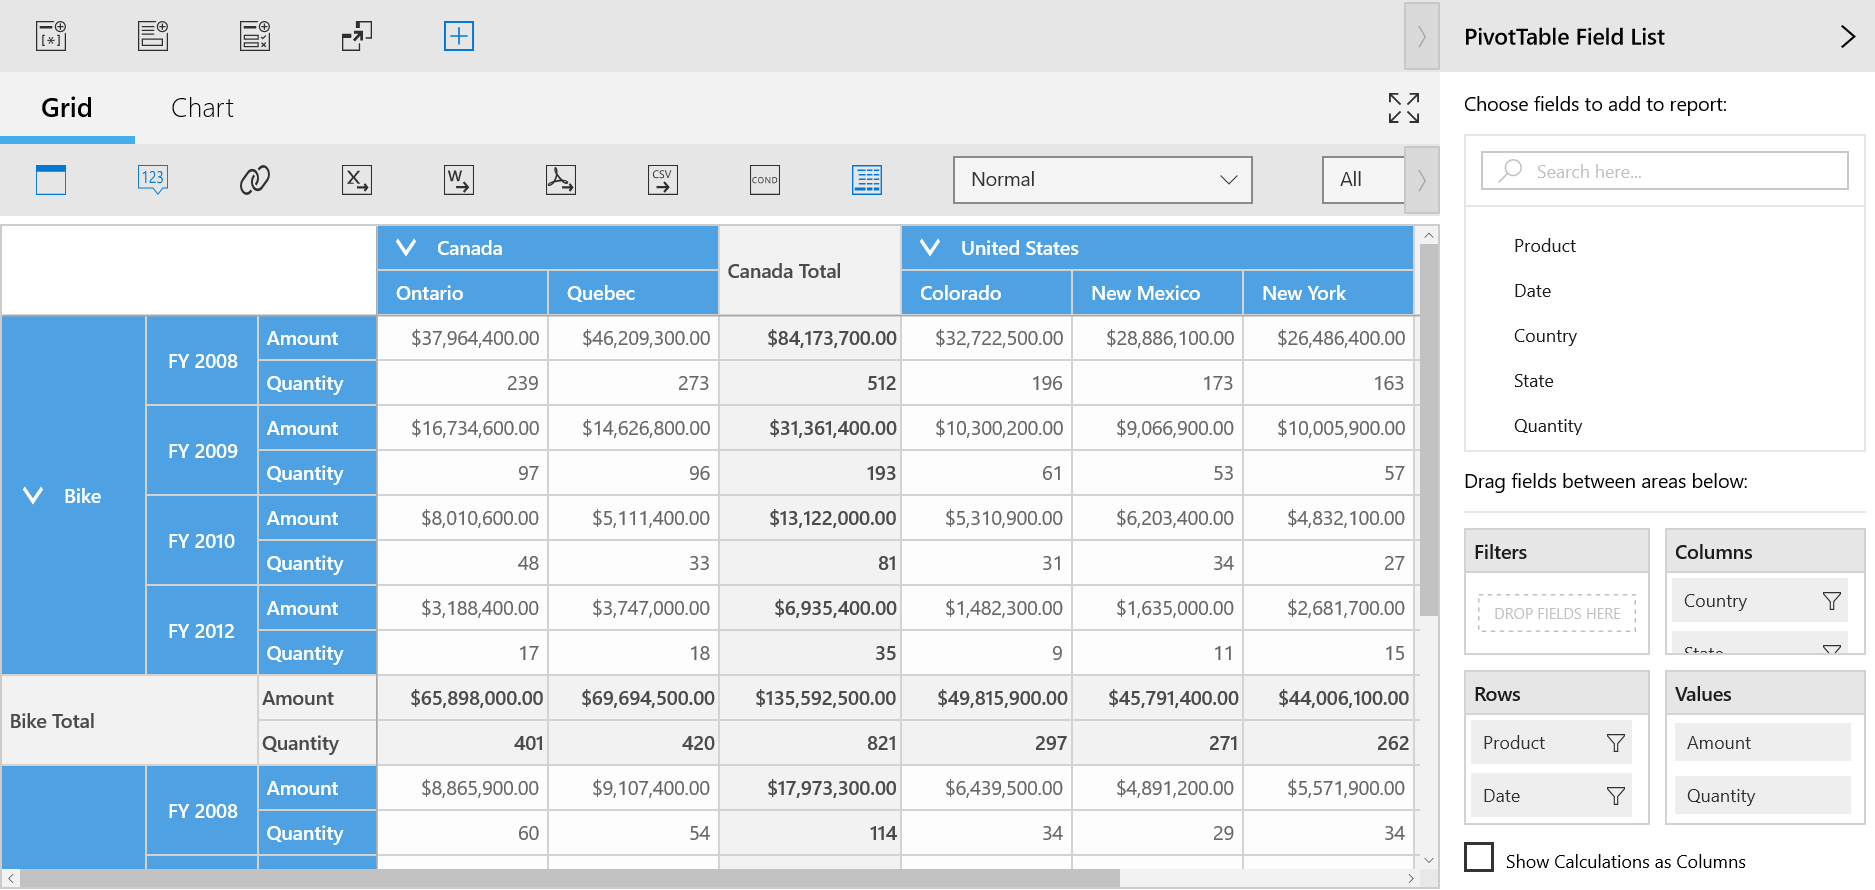 PivotTable Field List
Grid
Chart
123
X
W
CSV
COND
Normal
All
Choose fields to add to report:
Search here...
Product
Date
Country
State
Quantity
Drag fields between areas below:
Filters
DROP FIELDS HERE
Columns
Country
State
Rows
Product
Date
Values
Amount
Quantity
Show Calculations as Columns
Canada Canada Total United States
Ontario Quebec Colorado New Mexico New York
Bike
FY 2008 Amount $37,964,400.00 $46,209,300.00 $84,173,700.00 $32,722,500.00 $28,886,100.00 $26,486,400.00
Quantity 239 273 512 196 173 163
FY 2009 Amount $16,734,600.00 $14,626,800.00 $31,361,400.00 $10,300,200.00 $9,066,900.00 $10,005,900.00
Quantity 97 96 193 61 53 57
FY 2010 Amount $8,010,600.00 $5,111,400.00 $13,122,000.00 $5,310,900.00 $6,203,400.00 $4,832,100.00
Quantity 48 33 81 31 34 27
FY 2012 Amount $3,188,400.00 $3,747,000.00 $6,935,400.00 $1,482,300.00 $1,635,000.00 $2,681,700.00
Quantity 17 18 35 9 11 15
Bike Total Amount $65,898,000.00 $69,694,500.00 $135,592,500.00 $49,815,900.00 $45,791,400.00 $44,006,100.00
Quantity 401 420 821 297 271 262
FY 2008 Amount $8,865,900.00 $9,107,400.00 $17,973,300.00 $6,439,500.00 $4,891,200.00 $5,571,900.00
Quantity 60 54 114 34 29 34